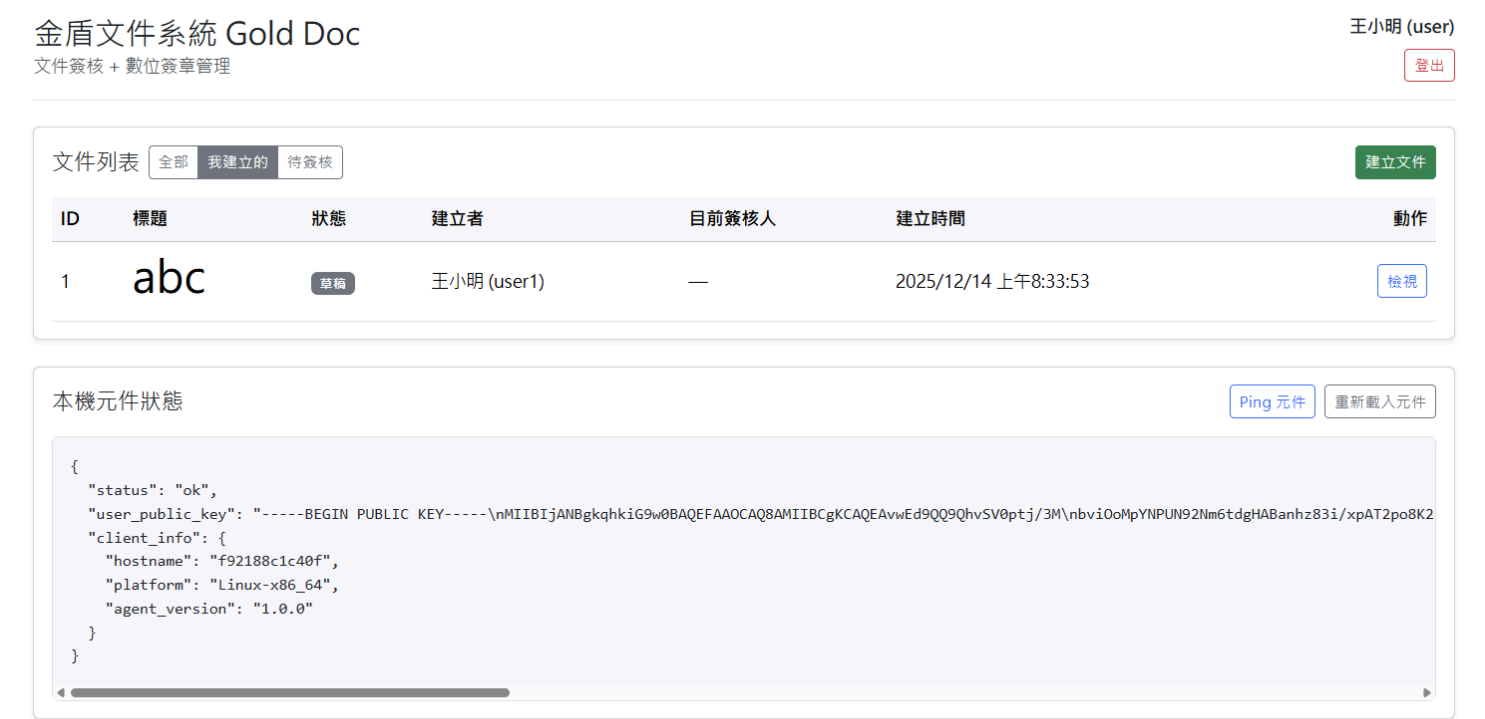 金盾文件系統 Gold Doc
文件簽核 + 數位簽章管理
王小明 (user)
登出
文件列表 全部 我建立的 待簽核 建立文件
ID 標題 狀態 建立者 目前簽核人 建立時間 動作
1 abc 草稿 王小明 (user1) — 2025/12/14 上午8:33:53 檢視
本機元件狀態 Ping 元件 重新載入元件
{
"status": "ok",
"user_public_key": "-----BEGIN PUBLIC KEY-----\nMIIBIjANBgkqhkiG9w0BAQEFAAOCAQ8AMIIBCgKCAQEAvwEd9QQ9QhvSV0ptj/3M\nbviOoMpYNPUN92Nm6tdgHABanhz83i/xpAT2po8K2
"client_info": {
"hostname": "f92188c1c40f",
"platform": "Linux-x86_64",
"agent_version": "1.0.0"
}
}